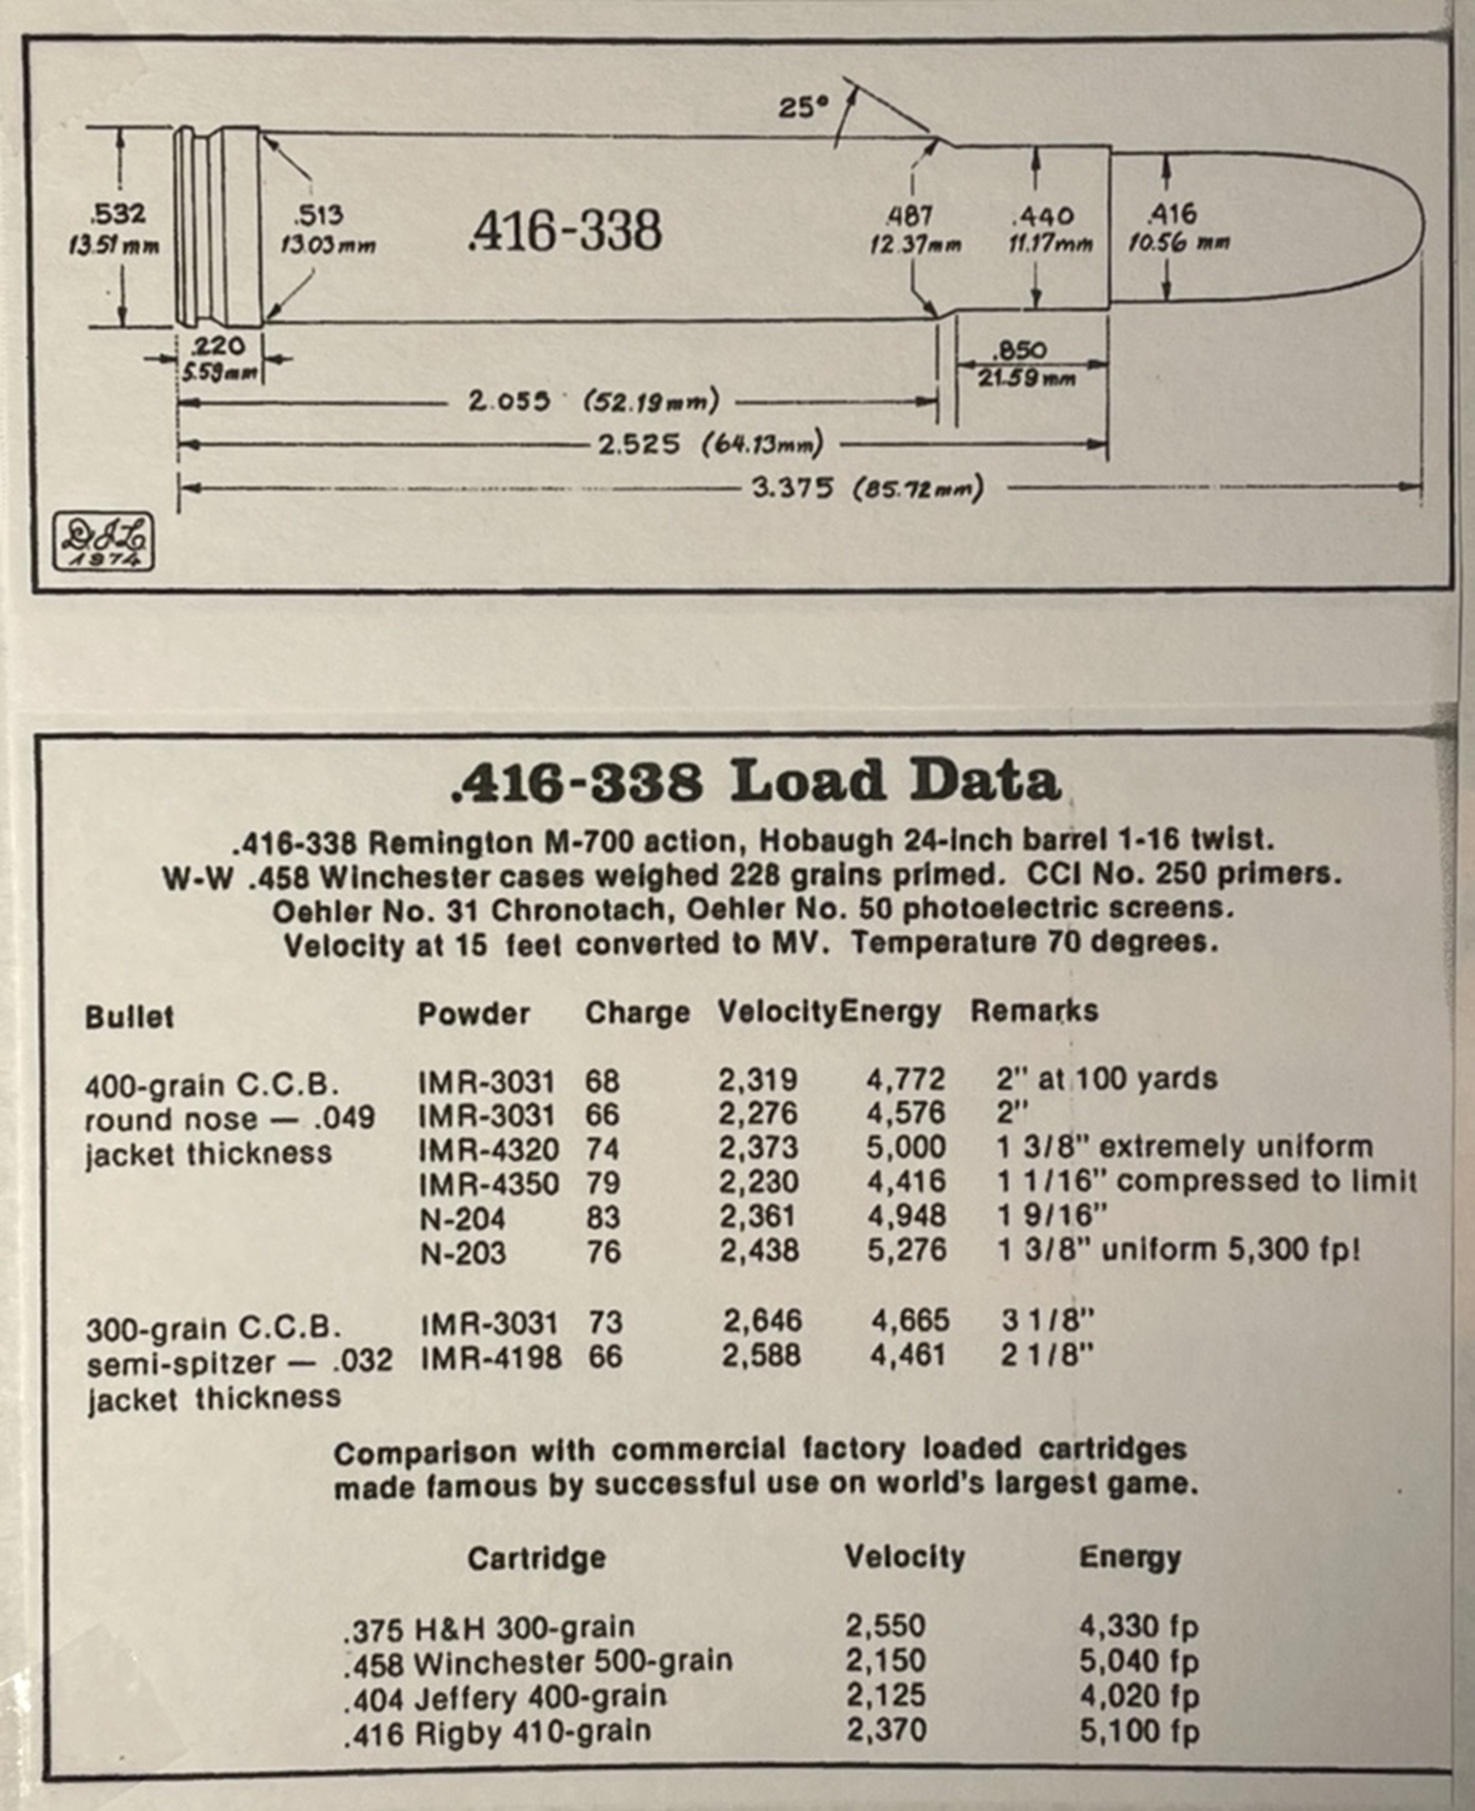 25°
.532
13.51 mm
.513
13.03mm
.416-338
.487
12.37mm
.440
11.17mm
.416
10.56 mm
.220
5.59mm
.850
21.59mm
2.055 (52.19mm)
2.525 (64.13mm)
3.375 (85.72mm)
DJL
1974
.416-338 Load Data
.416-338 Remington M-700 action, Hobaugh 24-inch barrel 1-16 twist.
W-W .458 Winchester cases weighed 228 grains primed. CCI No. 250 primers.
Oehler No. 31 Chronotach, Oehler No. 50 photoelectric screens.
Velocity at 15 feet converted to MV. Temperature 70 degrees.
Bullet Powder Charge Velocity Energy Remarks
400-grain C.C.B. IMR-3031 68 2,319 4,772 2" at 100 yards
round nose — .049 IMR-3031 66 2,276 4,576 2"
jacket thickness IMR-4320 74 2,373 5,000 1 3/8" extremely uniform
IMR-4350 79 2,230 4,416 1 1/16" compressed to limit
N-204 83 2,361 4,948 1 9/16"
N-203 76 2,438 5,276 1 3/8" uniform 5,300 fp!
300-grain C.C.B. IMR-3031 73 2,646 4,665 3 1/8"
semi-spitzer — .032 IMR-4198 66 2,588 4,461 2 1/8"
jacket thickness
Comparison with commercial factory loaded cartridges
made famous by successful use on world's largest game.
Cartridge Velocity Energy
.375 H&H 300-grain 2,550 4,330 fp
.458 Winchester 500-grain 2,150 5,040 fp
.404 Jeffery 400-grain 2,125 4,020 fp
.416 Rigby 410-grain 2,370 5,100 fp